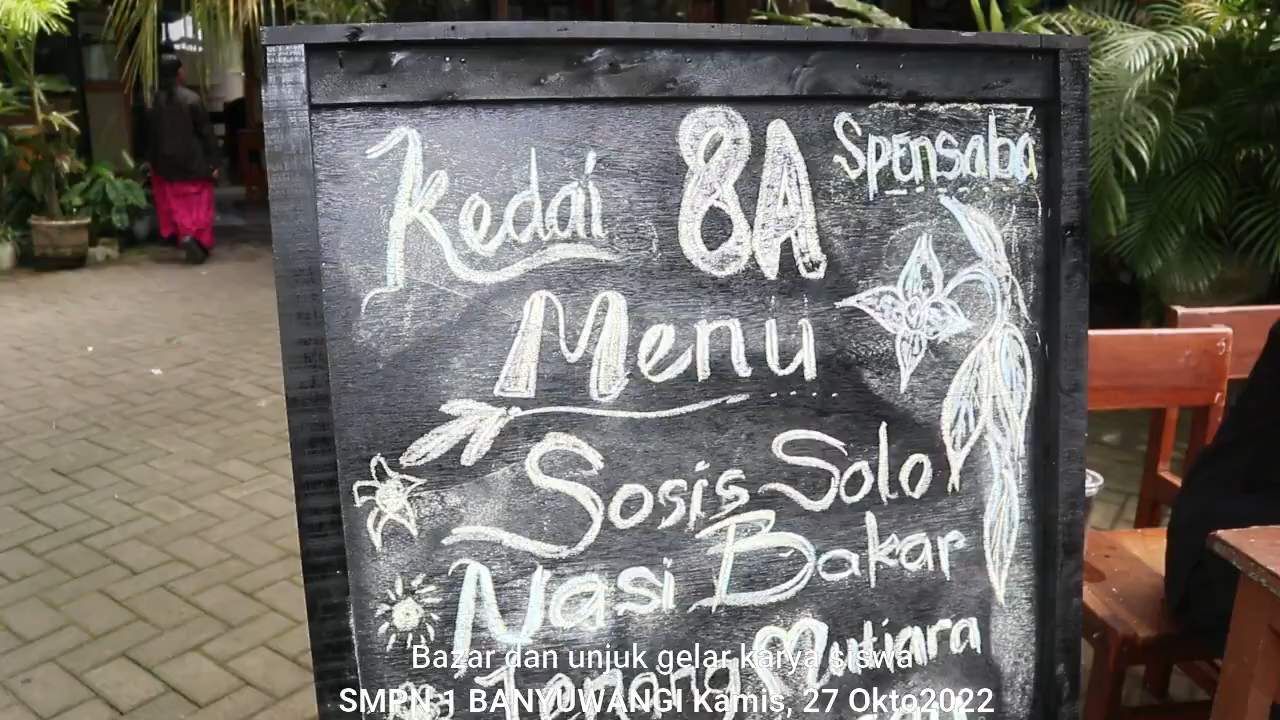 Kedai 8A Spensaba
Menu
Sosis Solo
Nasi Bakar
Jenang Mutiara
Bazar dan unjuk gelar karya siswa
SMPN 1 BANYUWANGI Kamis, 27 Okto2022